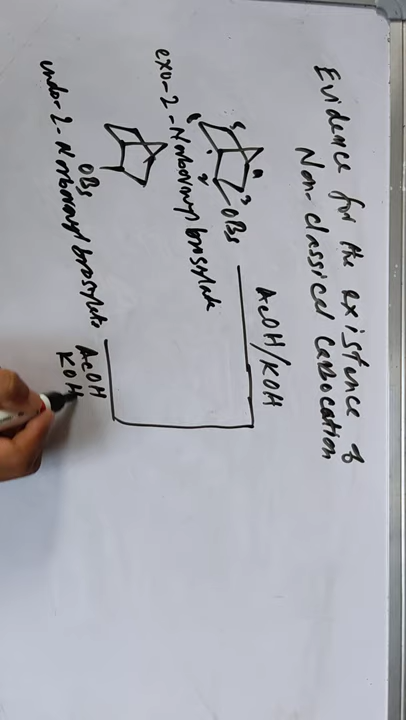 Evidence for the existence of
Non-classical Carbocation
AcOH/KOH
OBs
exo-2-Norbornyl brosylate
OBs
endo-2-Norbornyl brosylate
AcOH
KOH